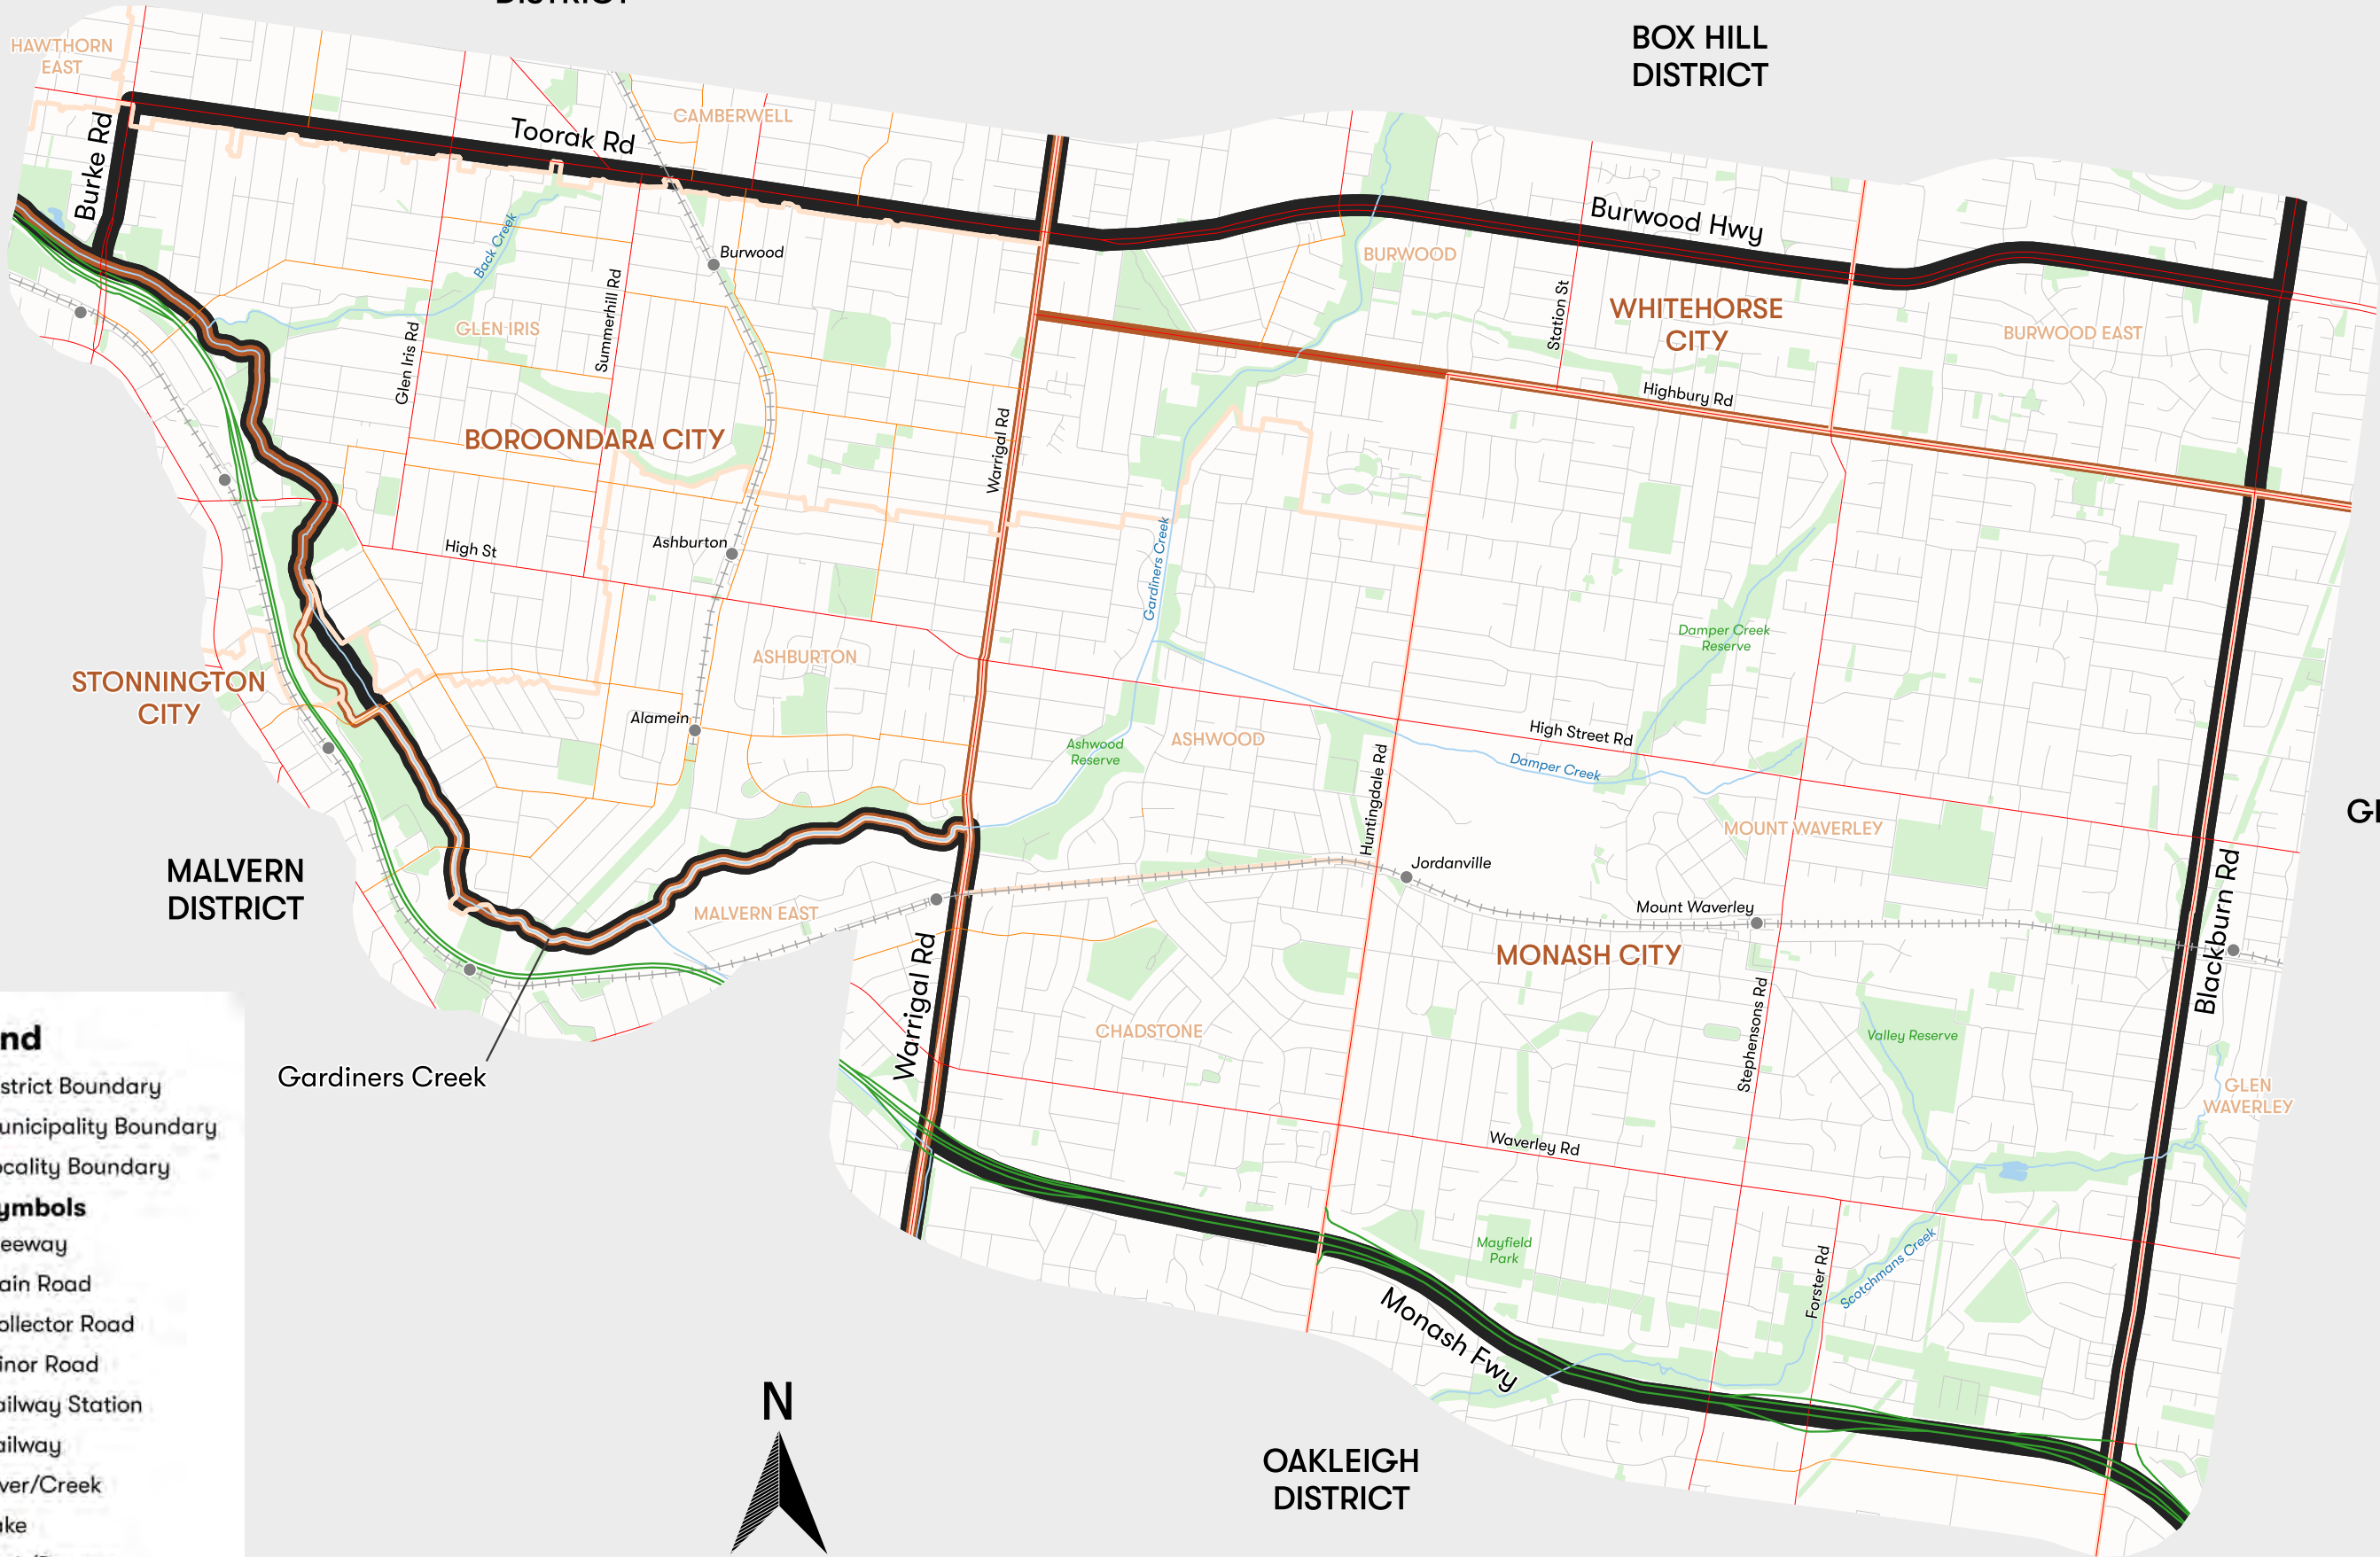 DISTRICT
BOX HILL
DISTRICT
HAWTHORN
EAST
CAMBERWELL
Toorak Rd
Burke Rd
Burwood Hwy
Back Creek
Burwood
BURWOOD
Station St
WHITEHORSE
CITY
BURWOOD EAST
GLEN IRIS
Glen Iris Rd
Summerhill Rd
Highbury Rd
BOROONDARA CITY
Warrigal Rd
High St
Ashburton
Gardiners Creek
Damper Creek
Reserve
ASHBURTON
STONNINGTON
CITY
Alamein
Ashwood
Reserve
ASHWOOD
High Street Rd
Damper Creek
Huntingdale Rd
MOUNT WAVERLEY
MALVERN
DISTRICT
Jordanville
MALVERN EAST
Mount Waverley
MONASH CITY
Blackburn Rd
Warrigal Rd
CHADSTONE
Stephensons Rd
Valley Reserve
Gardiners Creek
GLEN
WAVERLEY
Waverley Rd
Mayfield
Park
Forster Rd
Scotchmans Creek
Monash Fwy
N
OAKLEIGH
DISTRICT
nd
strict Boundary
unicipality Boundary
ocality Boundary
ymbols
eeway
ain Road
ollector Road
inor Road
ailway Station
ailway
ver/Creek
ake